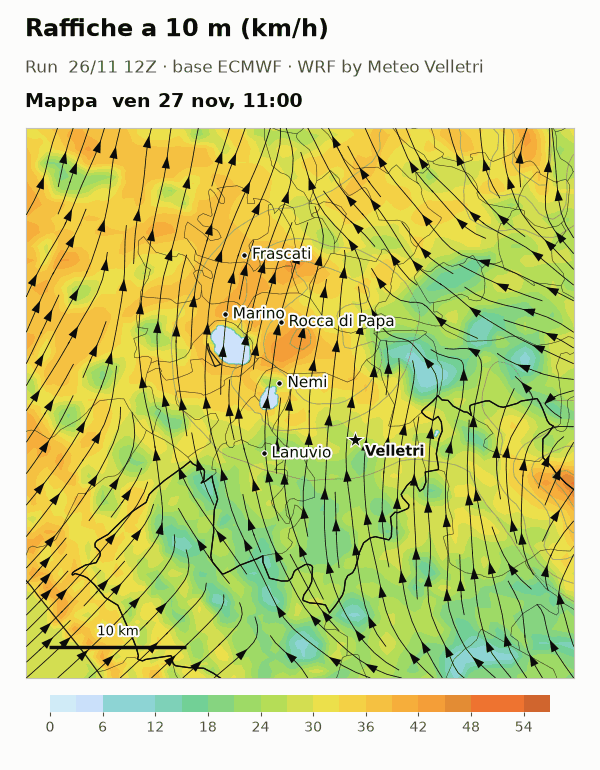 Raffiche a 10 m (km/h)
Run  26/11 12Z · base ECMWF · WRF by Meteo Velletri
Mappa  ven 27 nov, 11:00
Frascati
Marino
Rocca di Papa
Nemi
Lanuvio
Velletri
10 km
0 6 12 18 24 30 36 42 48 54